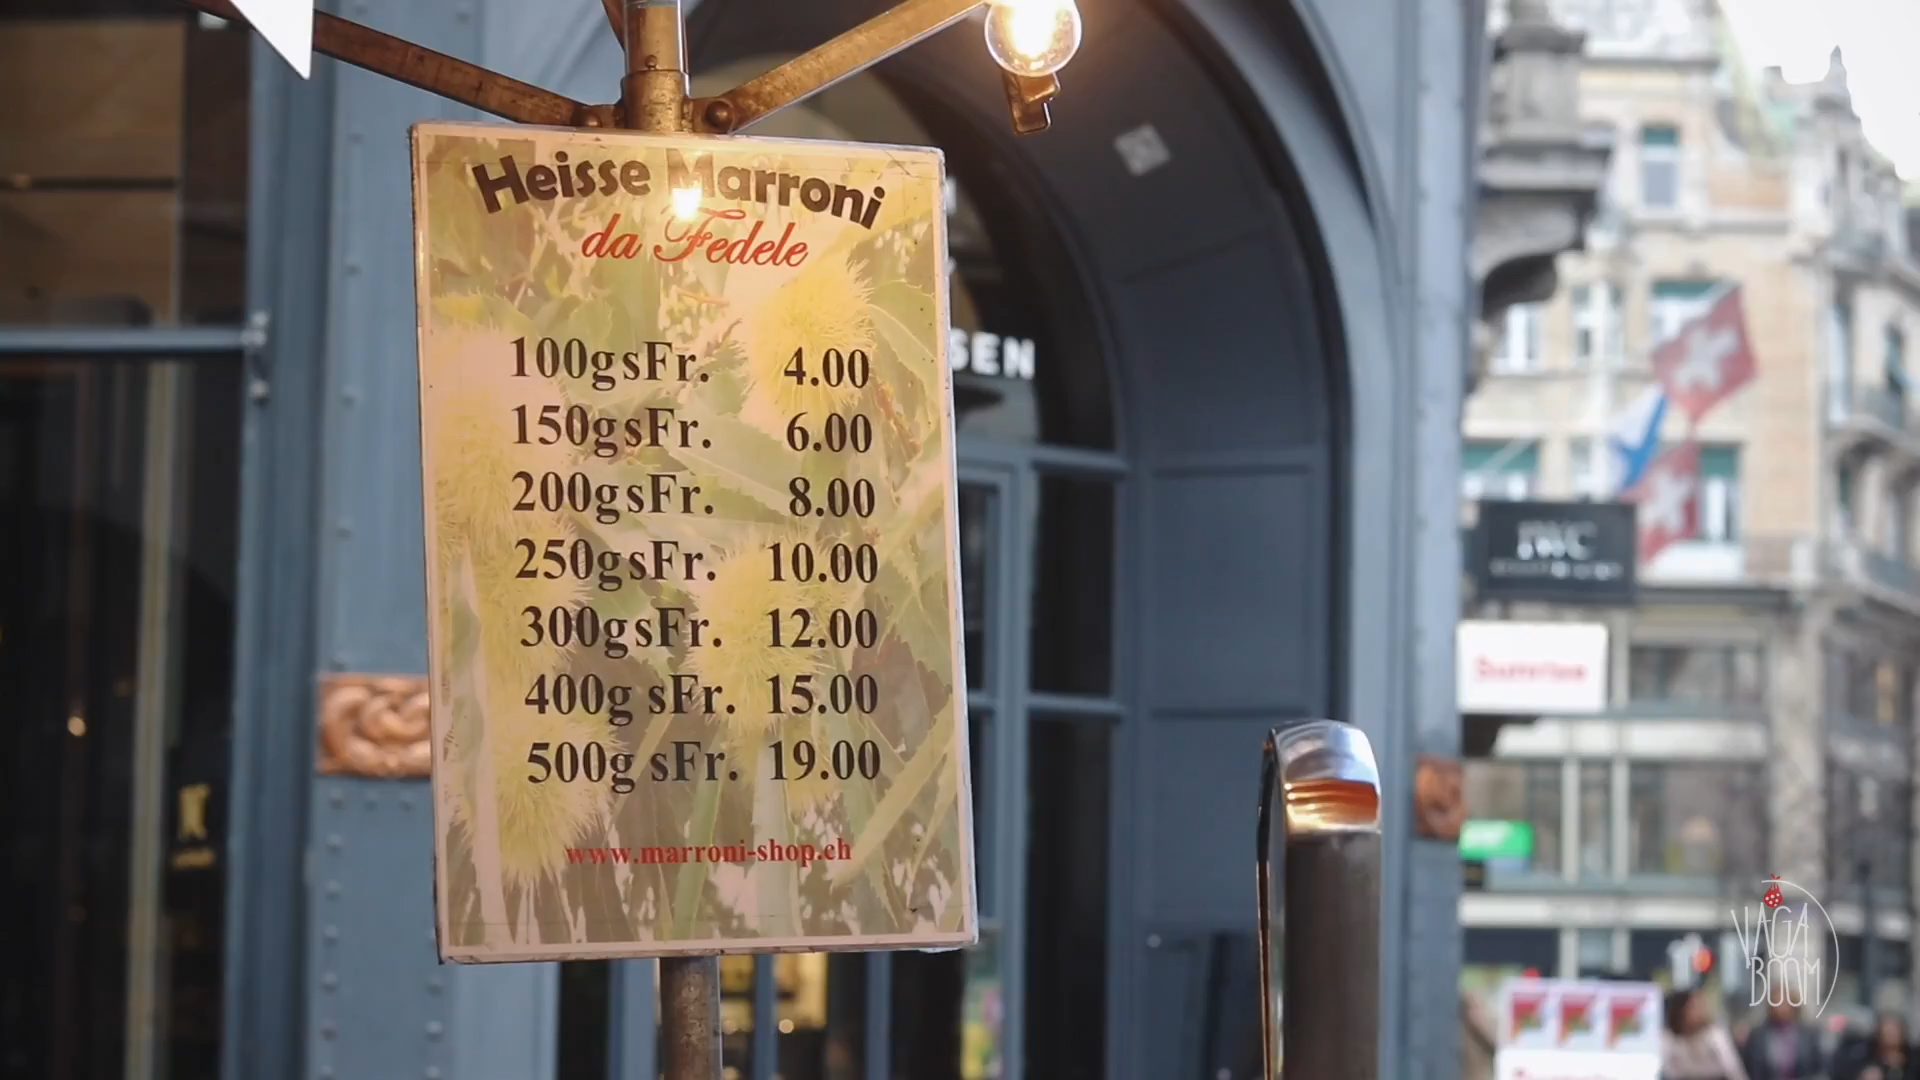 Heisse Marroni
da Fedele
100gsFr. 4.00
150gsFr. 6.00
200gsFr. 8.00
250gsFr. 10.00
300gsFr. 12.00
400g sFr. 15.00
500g sFr. 19.00
www.marroni-shop.ch
SEN
IWC
Sunrise
VAGA
BOOM